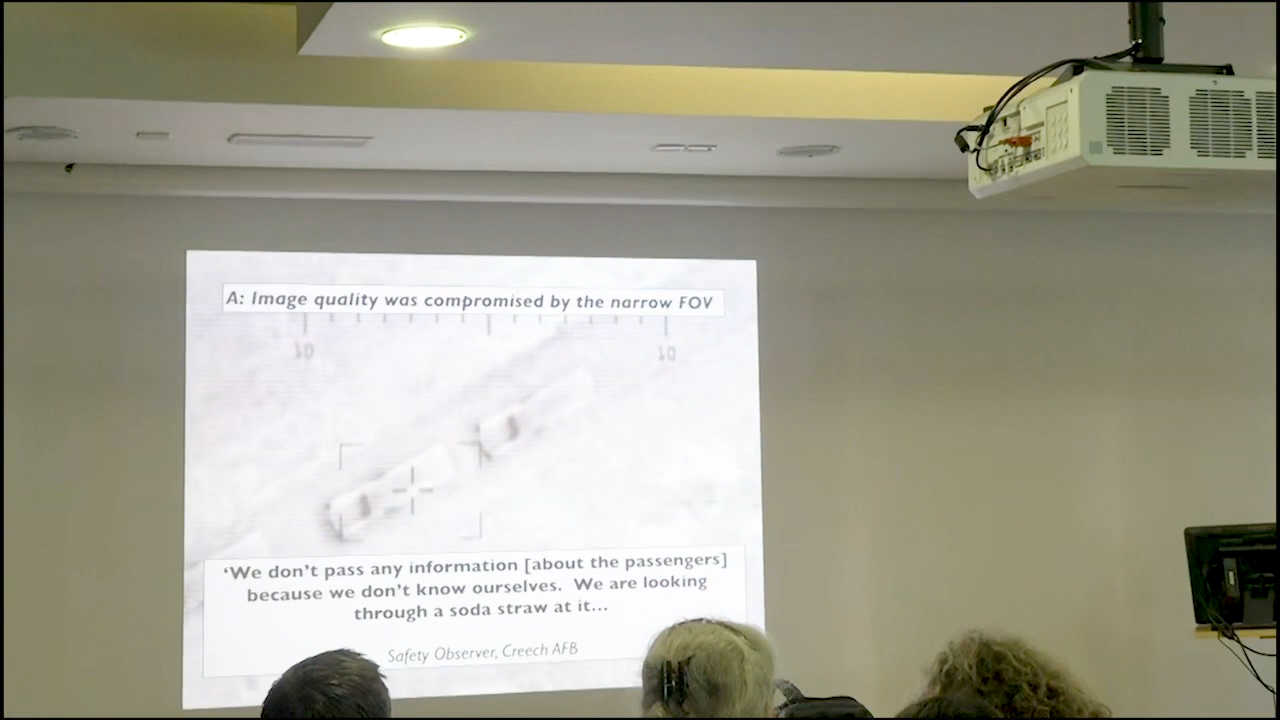 A: Image quality was compromised by the narrow FOV
10 10
‘We don’t pass any information [about the passengers]
because we don’t know ourselves. We are looking
through a soda straw at it…
Safety Observer, Creech AFB